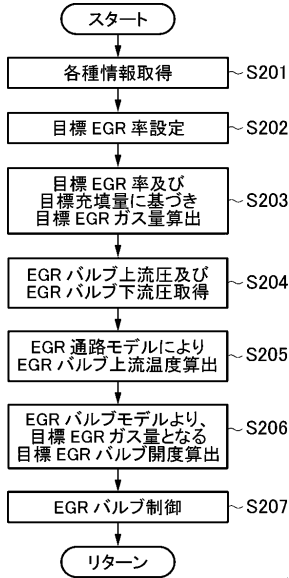 スタート
各種情報取得
S201
目標 EGR 率設定
S202
目標 EGR 率及び
目標充填量に基づき
目標 EGR ガス量算出
S203
EGR バルブ上流圧及び
EGR バルブ下流圧取得
S204
EGR 通路モデルにより
EGR バルブ上流温度算出
S205
EGR バルブモデルより、
目標 EGR ガス量となる
目標 EGR バルブ開度算出
S206
EGR バルブ制御
S207
リターン